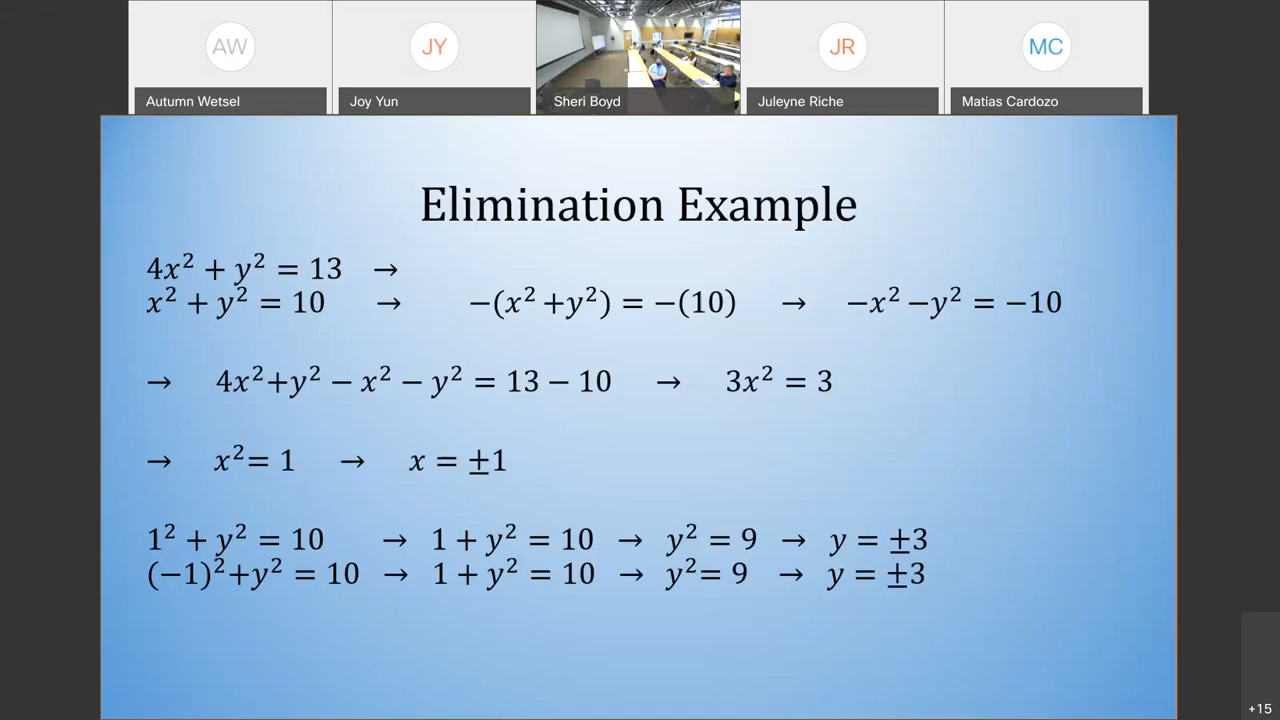 AW JY JR MC
Autumn Wetsel Joy Yun Sheri Boyd Juleyne Riche Matias Cardozo
Elimination Example
4x² + y² = 13 →
x² + y² = 10 → −(x² +y²) = −(10) → −x² −y² = −10
→ 4x²+y² − x² − y² = 13 − 10 → 3x² = 3
→ x²= 1 → x = ±1
1² + y² = 10 → 1 + y² = 10 → y² = 9 → y = ±3
(−1)²+y² = 10 → 1 + y² = 10 → y²= 9 → y = ±3
+15